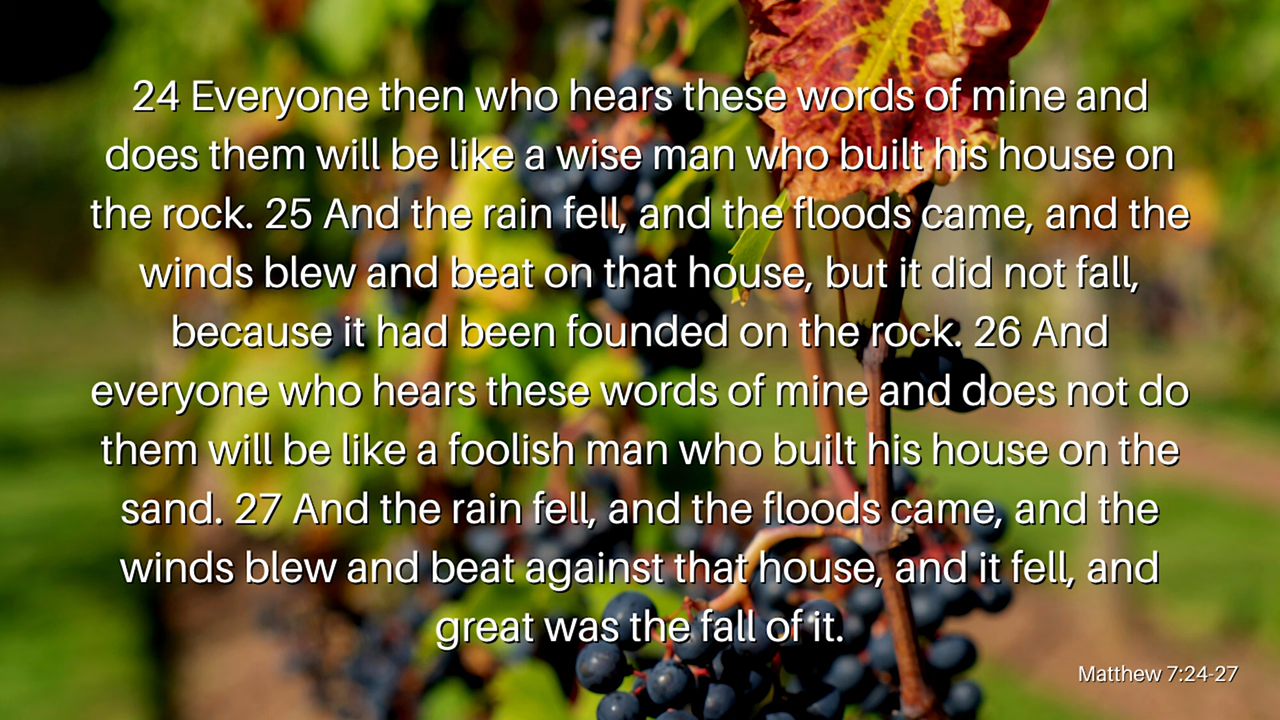 24 Everyone then who hears these words of mine and
does them will be like a wise man who built his house on
the rock. 25 And the rain fell, and the floods came, and the
winds blew and beat on that house, but it did not fall,
because it had been founded on the rock. 26 And
everyone who hears these words of mine and does not do
them will be like a foolish man who built his house on the
sand. 27 And the rain fell, and the floods came, and the
winds blew and beat against that house, and it fell, and
great was the fall of it.
Matthew 7:24-27